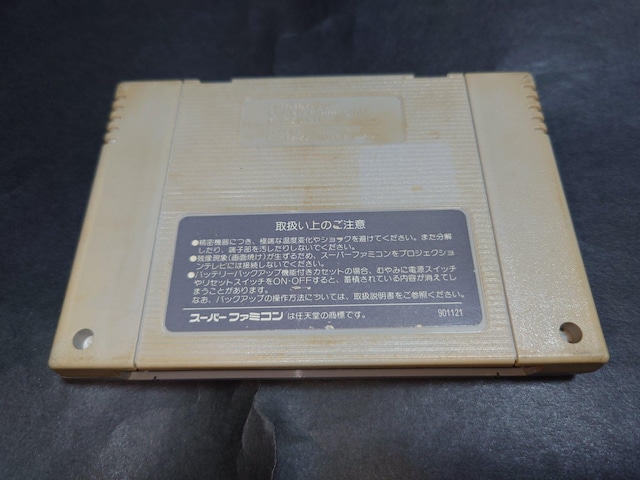 取扱い上のご注意
●精密機器につき、極端な温度変化やショックを避けてください。また分解
したり、端子部を汚したりしないでください。
●残像現象(画面焼け)が生ずるため、スーパーファミコンをプロジェクショ
ンテレビには接続しないでください。
●バッテリーバックアップ機能付きカセットの場合、むやみに電源スイッチ
やリセットスイッチをON・OFFすると、蓄積されている内容が消えてし
まうことがあります。
なお、バックアップの操作方法については、取扱説明書をご参照ください。
スーパーファミコン は任天堂の商標です。 901121